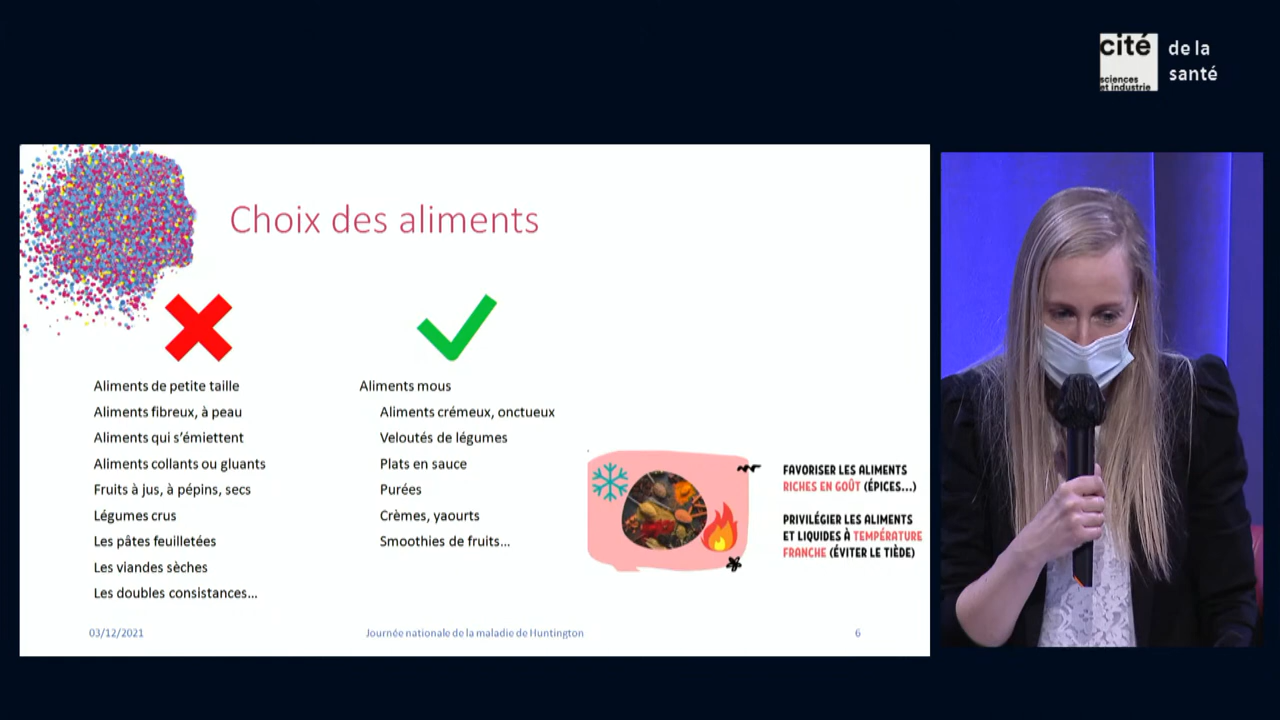 cité
sciences
et industrie
de la
santé
Choix des aliments
Aliments de petite taille
Aliments fibreux, à peau
Aliments qui s'émiettent
Aliments collants ou gluants
Fruits à jus, à pépins, secs
Légumes crus
Les pâtes feuilletées
Les viandes sèches
Les doubles consistances...
Aliments mous
Aliments crémeux, onctueux
Veloutés de légumes
Plats en sauce
Purées
Crèmes, yaourts
Smoothies de fruits...
FAVORISER LES ALIMENTS
RICHES EN GOÛT (ÉPICES...)
PRIVILÉGIER LES ALIMENTS
ET LIQUIDES À TEMPÉRATURE
FRANCHE (ÉVITER LE TIÈDE)
03/12/2021
Journée nationale de la maladie de Huntington
6